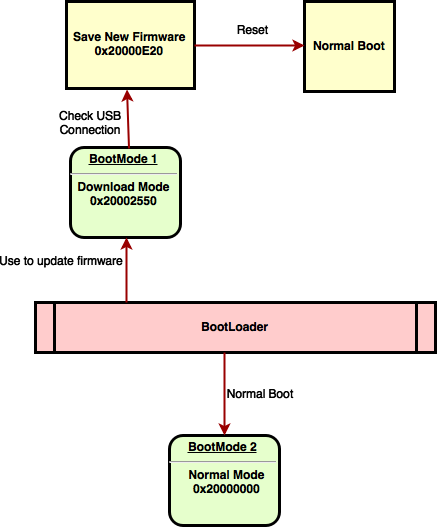 Save New Firmware
0x20000E20
Reset
Normal Boot
Check USB
Connection
BootMode 1
Download Mode
0x20002550
Use to update firmware
BootLoader
Normal Boot
BootMode 2
Normal Mode
0x20000000